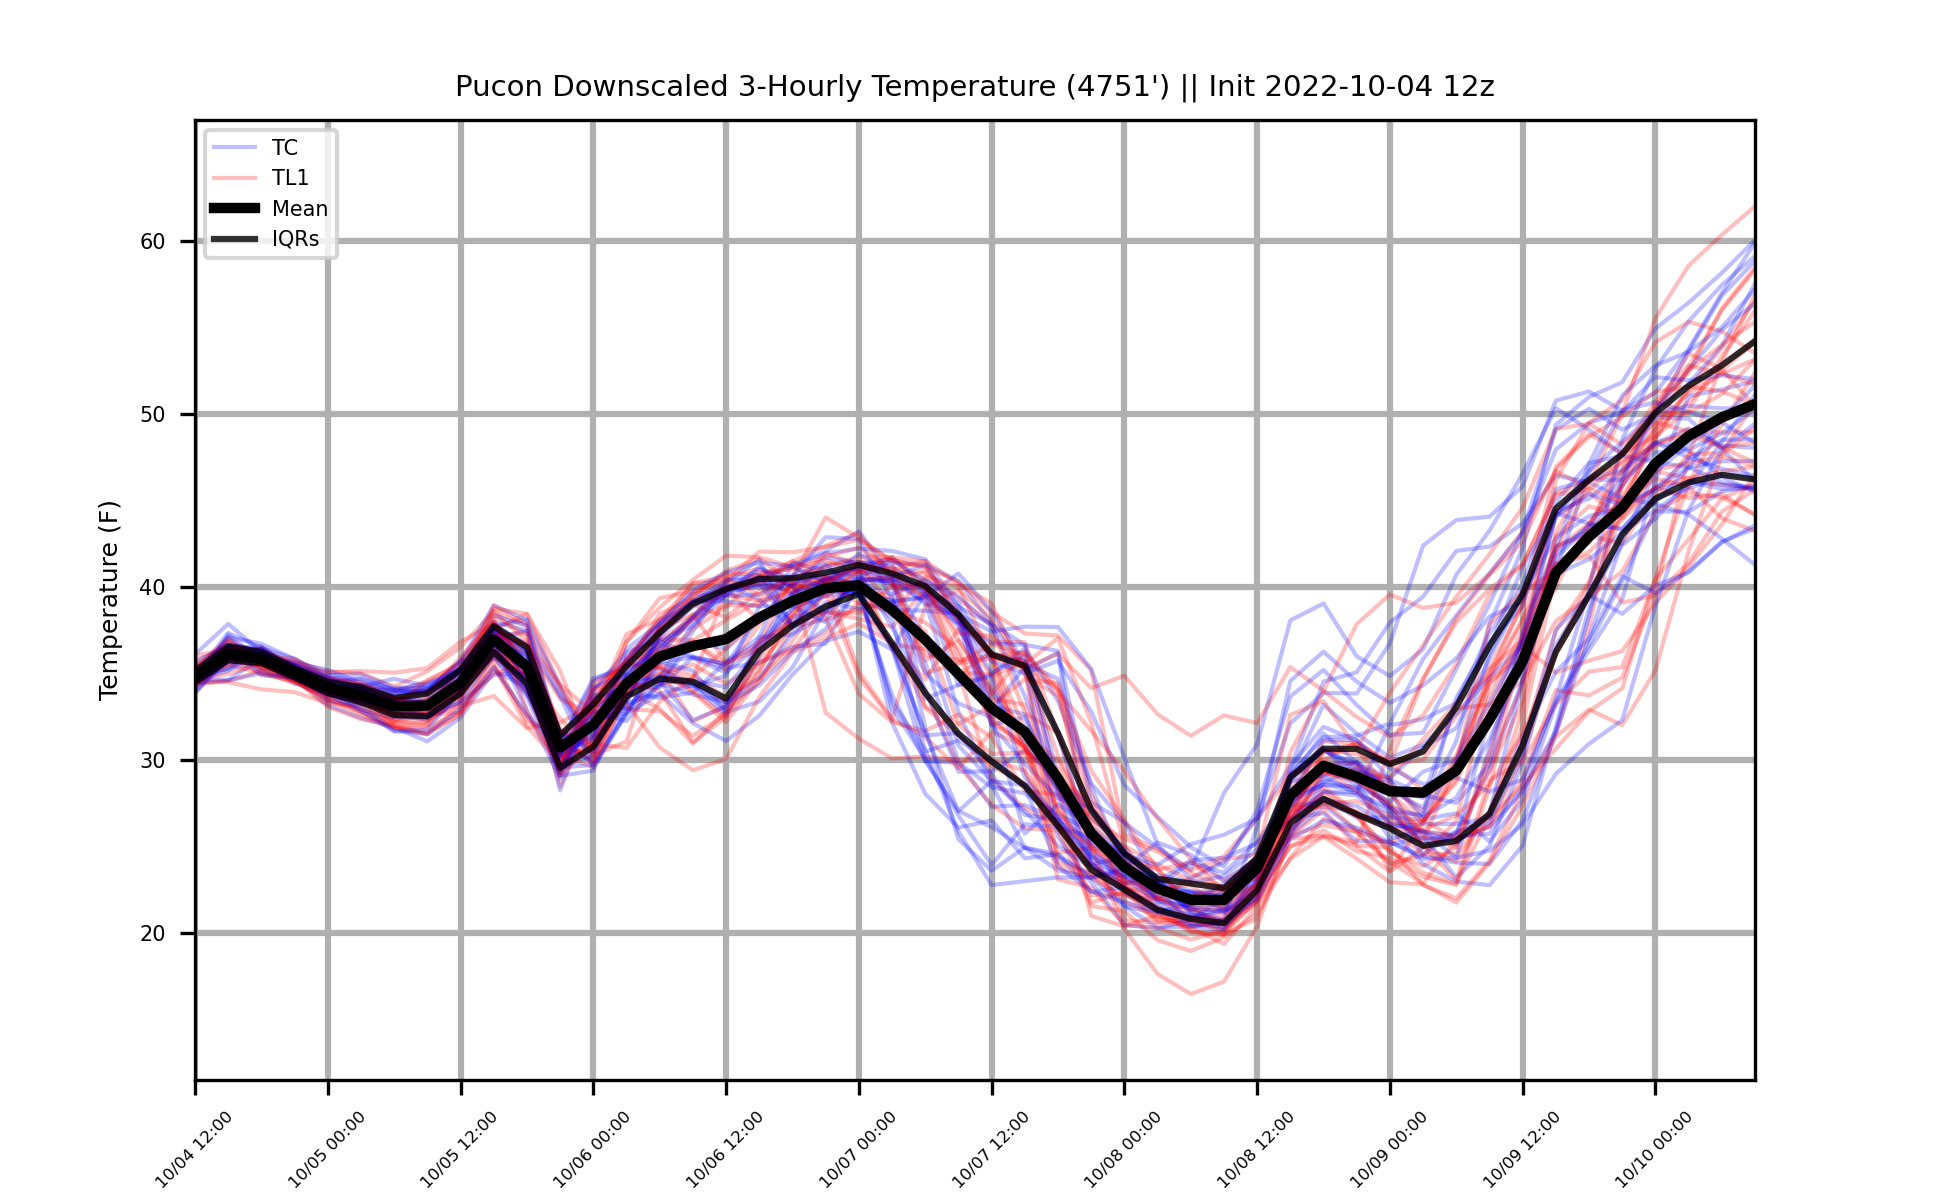 Pucon Downscaled 3-Hourly Temperature (4751') || Init 2022-10-04 12z
TC
TL1
Mean
IQRs
Temperature (F)
60
50
40
30
20
10/04 12:00
10/05 00:00
10/05 12:00
10/06 00:00
10/06 12:00
10/07 00:00
10/07 12:00
10/08 00:00
10/08 12:00
10/09 00:00
10/09 12:00
10/10 00:00